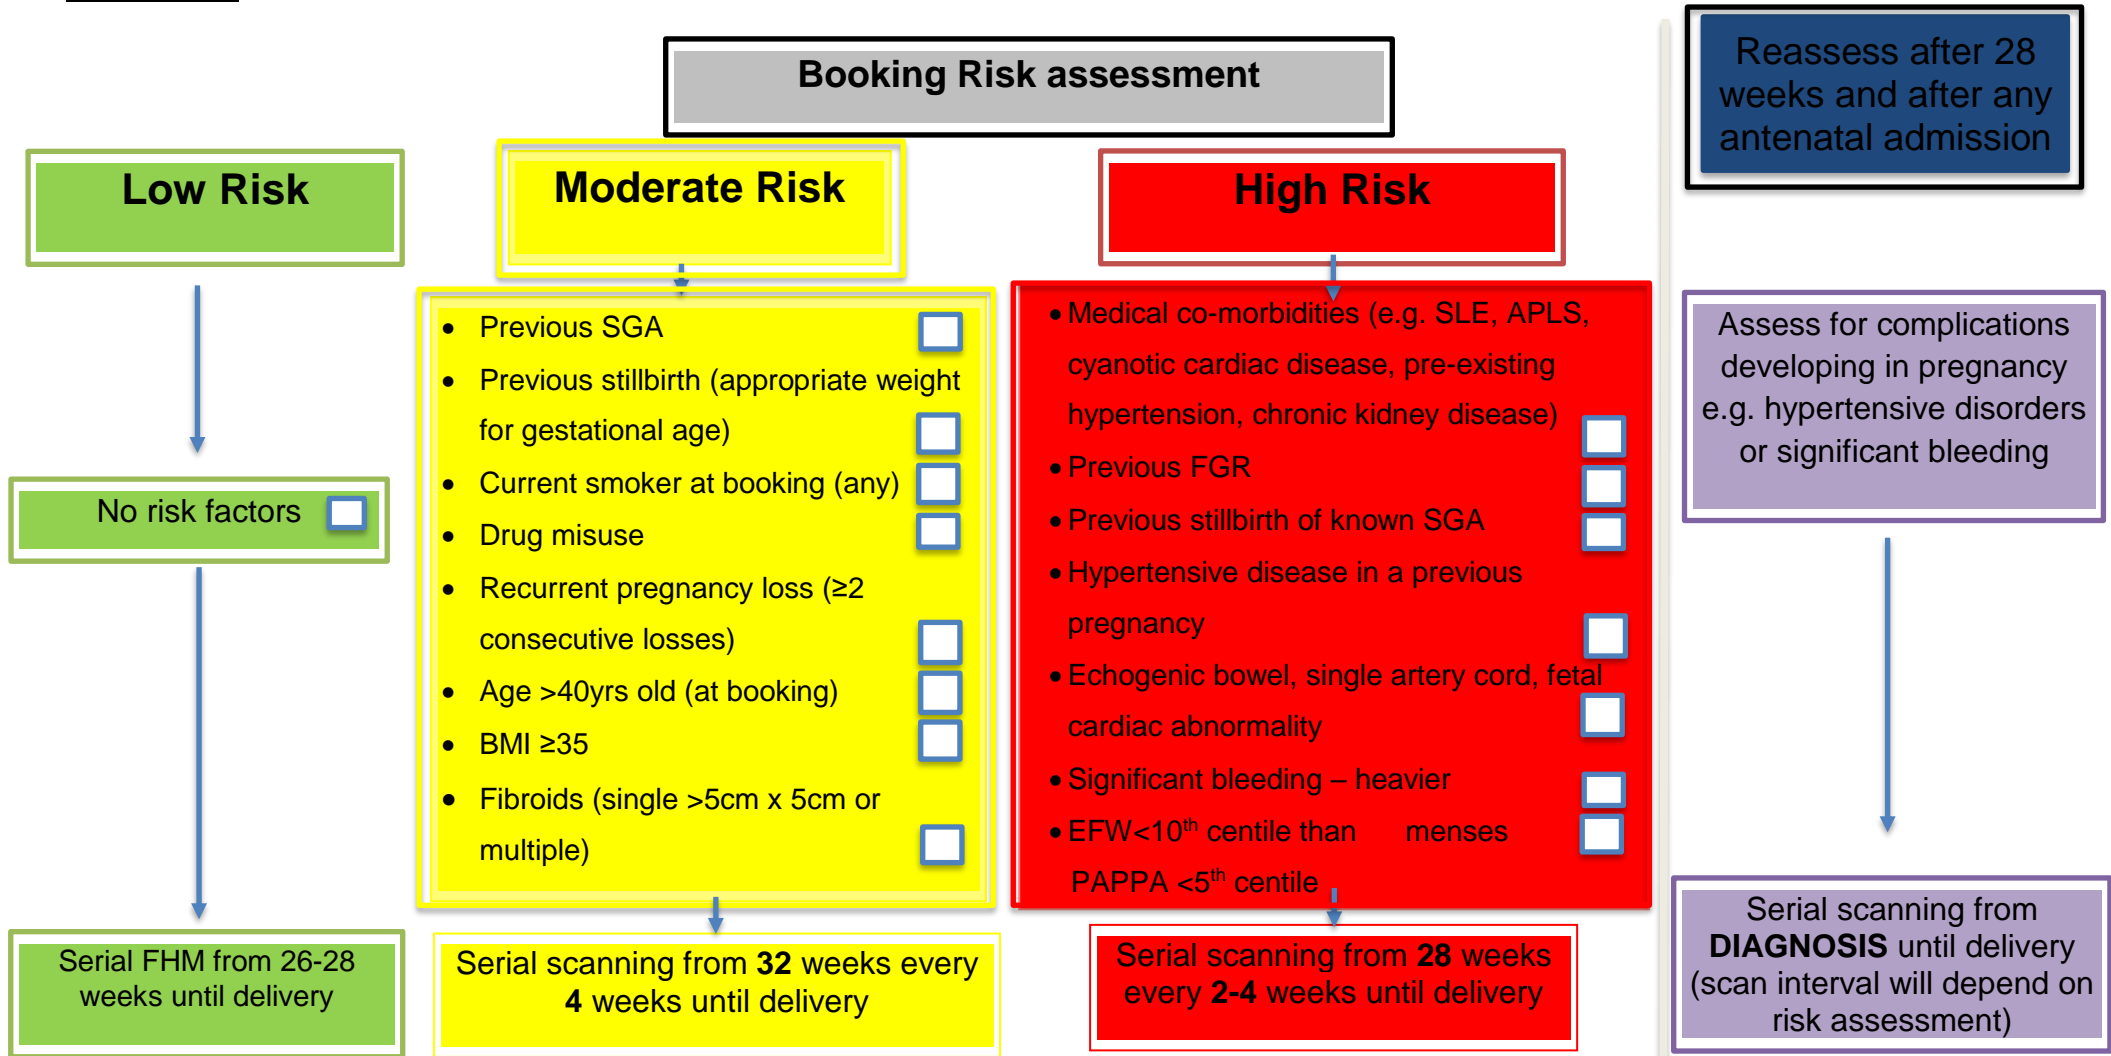 Booking Risk assessment
Reassess after 28
weeks and after any
antenatal admission
Low Risk
Moderate Risk
High Risk
No risk factors
Serial FHM from 26-28
weeks until delivery
• Previous SGA
• Previous stillbirth (appropriate weight
for gestational age)
• Current smoker at booking (any)
• Drug misuse
• Recurrent pregnancy loss (≥2
consecutive losses)
• Age >40yrs old (at booking)
• BMI ≥35
• Fibroids (single >5cm x 5cm or
multiple)
Serial scanning from 32 weeks every
4 weeks until delivery
• Medical co-morbidities (e.g. SLE, APLS,
cyanotic cardiac disease, pre-existing
hypertension, chronic kidney disease)
• Previous FGR
• Previous stillbirth of known SGA
• Hypertensive disease in a previous
pregnancy
• Echogenic bowel, single artery cord, fetal
cardiac abnormality
• Significant bleeding – heavier
• EFW<10th centile than menses
PAPPA <5th centile
Serial scanning from 28 weeks
every 2-4 weeks until delivery
Assess for complications
developing in pregnancy
e.g. hypertensive disorders
or significant bleeding
Serial scanning from
DIAGNOSIS until delivery
(scan interval will depend on
risk assessment)